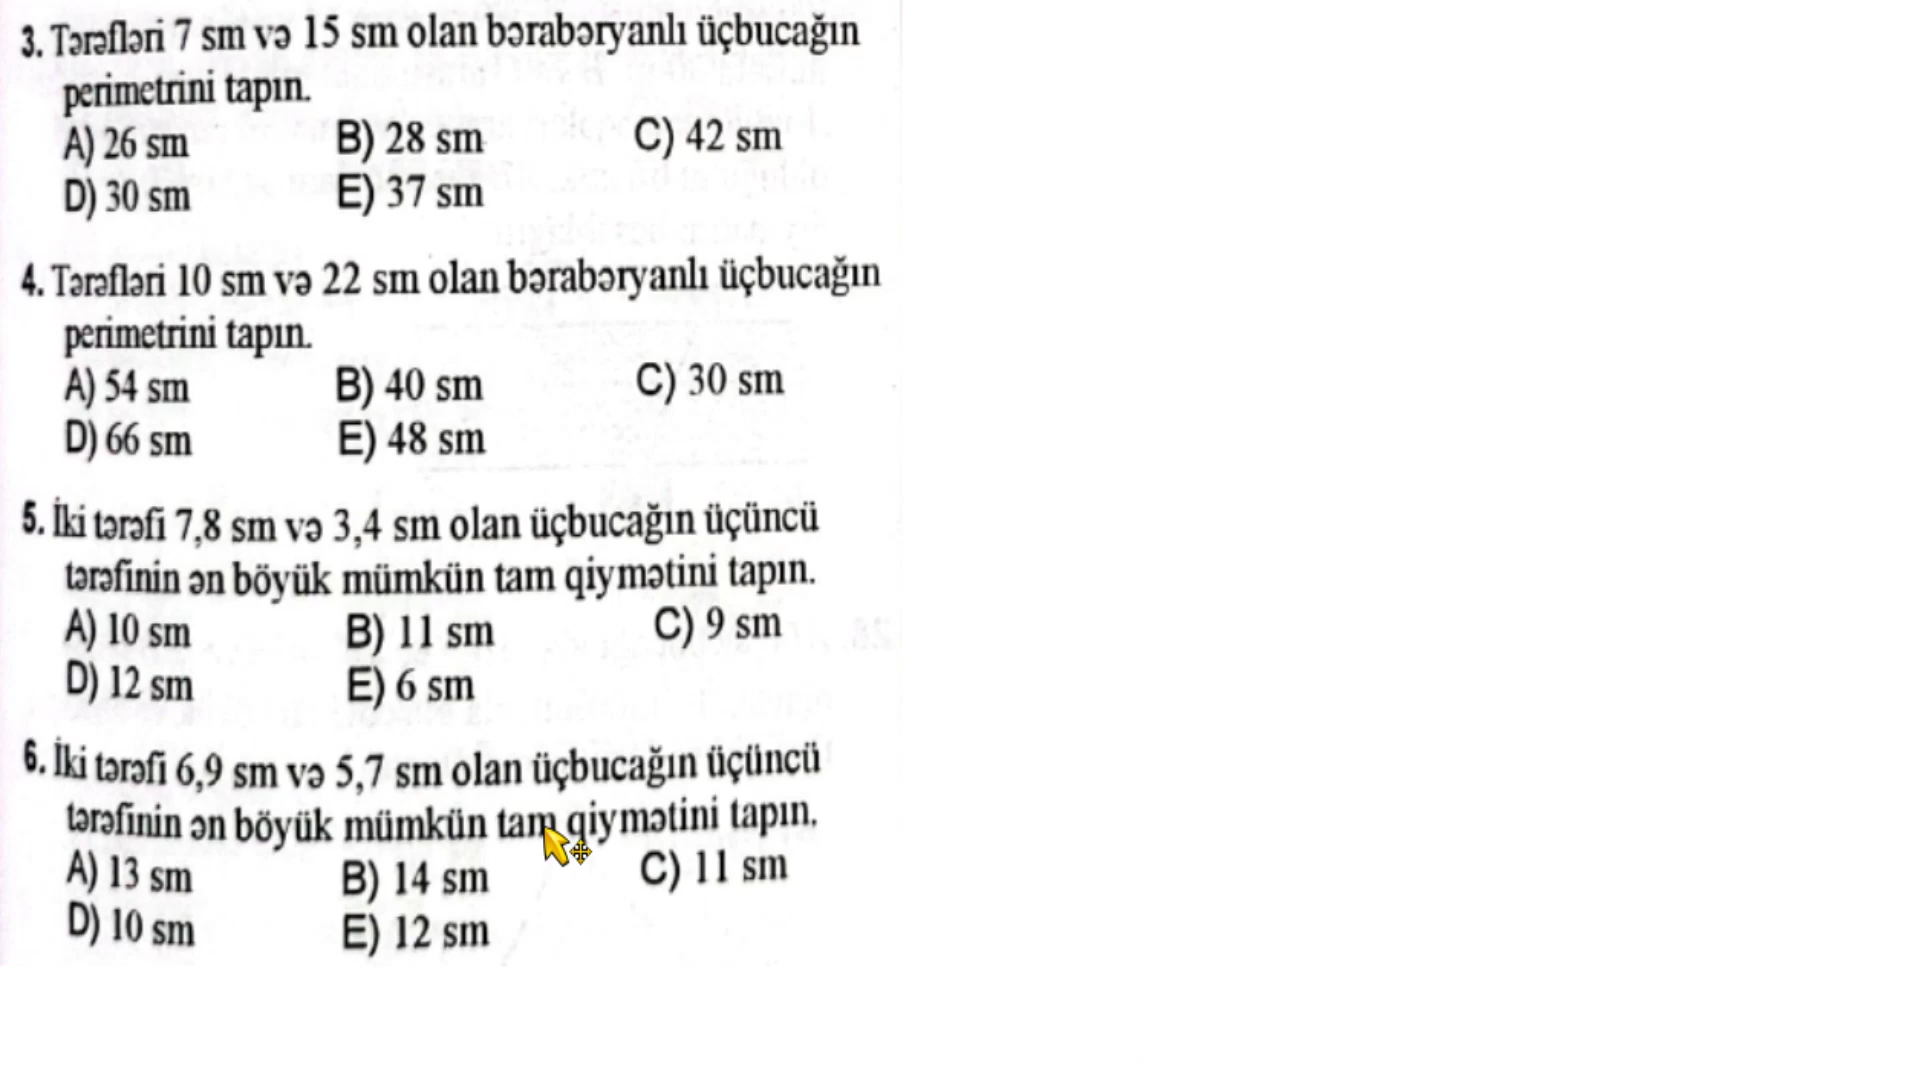 3. Tərəfləri 7 sm və 15 sm olan bərabəryanlı üçbucağın
perimetrini tapın.
A) 26 sm B) 28 sm C) 42 sm
D) 30 sm E) 37 sm
4. Tərəfləri 10 sm və 22 sm olan bərabəryanlı üçbucağın
perimetrini tapın.
A) 54 sm B) 40 sm C) 30 sm
D) 66 sm E) 48 sm
5. İki tərəfi 7,8 sm və 3,4 sm olan üçbucağın üçüncü
tərəfinin ən böyük mümkün tam qiymətini tapın.
A) 10 sm B) 11 sm C) 9 sm
D) 12 sm E) 6 sm
6. İki tərəfi 6,9 sm və 5,7 sm olan üçbucağın üçüncü
tərəfinin ən böyük mümkün tam qiymətini tapın.
A) 13 sm B) 14 sm C) 11 sm
D) 10 sm E) 12 sm